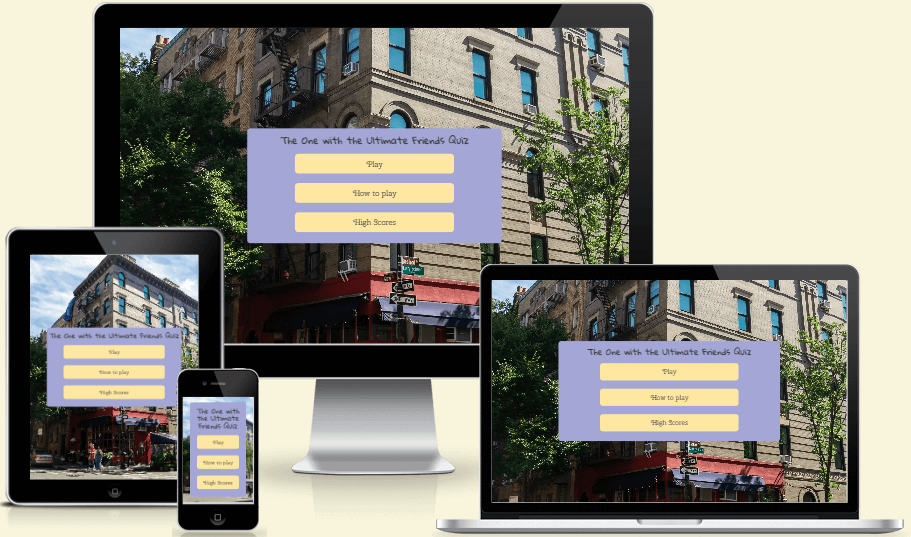 The One with the Ultimate Friends Quiz
Play
How to play
High Scores
The One with the Ultimate Friends Quiz
Play
How to play
High Scores
The One with
the Ultimate
Friends Quiz
Play
How to play
High Scores
The One with the Ultimate Friends Quiz
Play
How to play
High Scores